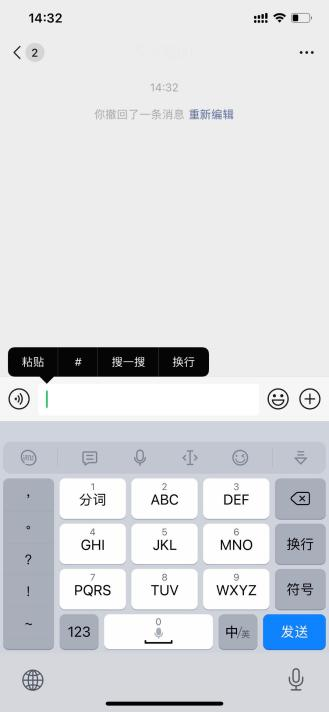 14:32
2
14:32
你撤回了一条消息 重新编辑
粘贴 # 搜一搜 换行
，
。
?
!
~
1 分词
2 ABC
3 DEF
4 GHI
5 JKL
6 MNO
换行
7 PQRS
8 TUV
9 WXYZ
符号
123
0
中/英
发送